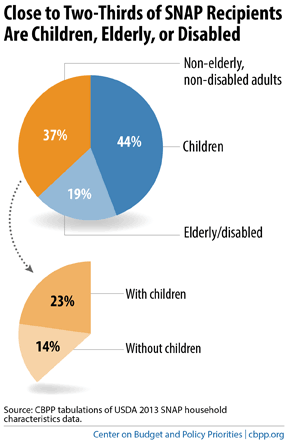 Close to Two-Thirds of SNAP Recipients
Are Children, Elderly, or Disabled
Non-elderly,
non-disabled adults
37%
44%
Children
19%
Elderly/disabled
23%
With children
14%
Without children
Source: CBPP tabulations of USDA 2013 SNAP household
characteristics data.
Center on Budget and Policy Priorities | cbpp.org